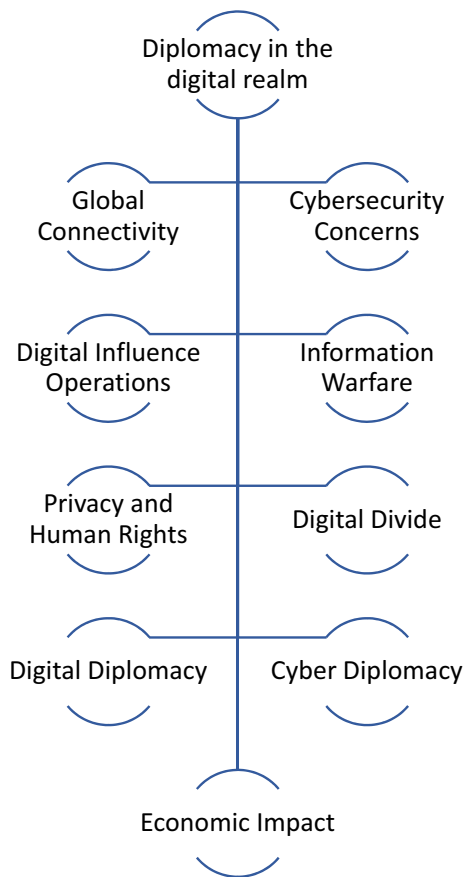 Diplomacy in the
digital realm
Global
Connectivity
Cybersecurity
Concerns
Digital Influence
Operations
Information
Warfare
Privacy and
Human Rights
Digital Divide
Digital Diplomacy
Cyber Diplomacy
Economic Impact